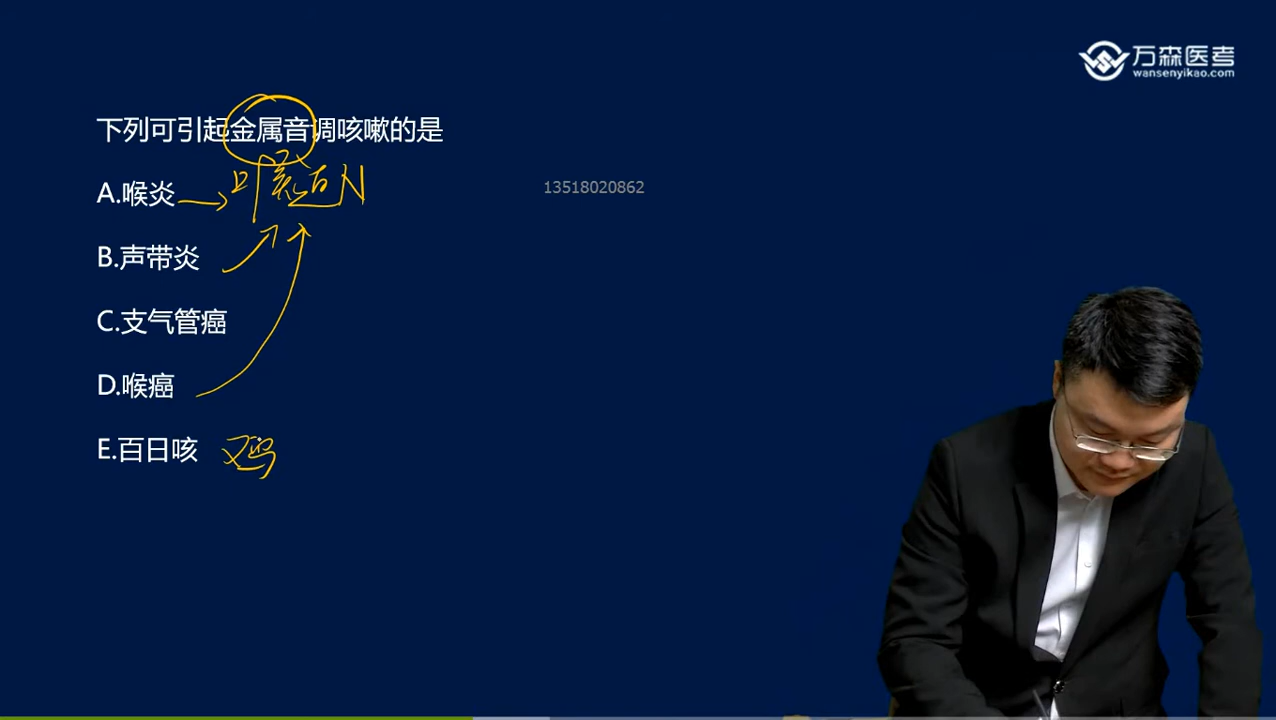 万森医考
wansenyikao.com
下列可引起金属音调咳嗽的是
A.喉炎
13518020862
B.声带炎
C.支气管癌
D.喉癌
E.百日咳 鸡